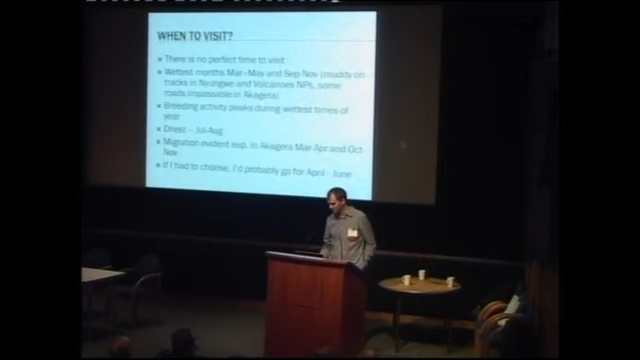 WHEN TO VISIT?
There is no perfect time to visit
Wettest months Mar–May and Sep-Nov (muddy on
tracks in Nyungwe and Volcanoes NPs, some
roads impassable in Akagera)
Breeding activity peaks during wettest times of
year
Driest – Jul-Aug
Migration evident esp. in Akagera Mar-Apr and Oct-
Nov
If I had to choose, I'd probably go for April - June